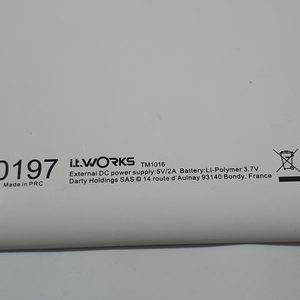 0197
Made in PRC
i.t.WORKS TM1016
External DC power supply:5V/2A Battery:LI-Polymer 3.7V
Darty Holdings SAS © 14 route d'Aulnay 93140 Bondy. France